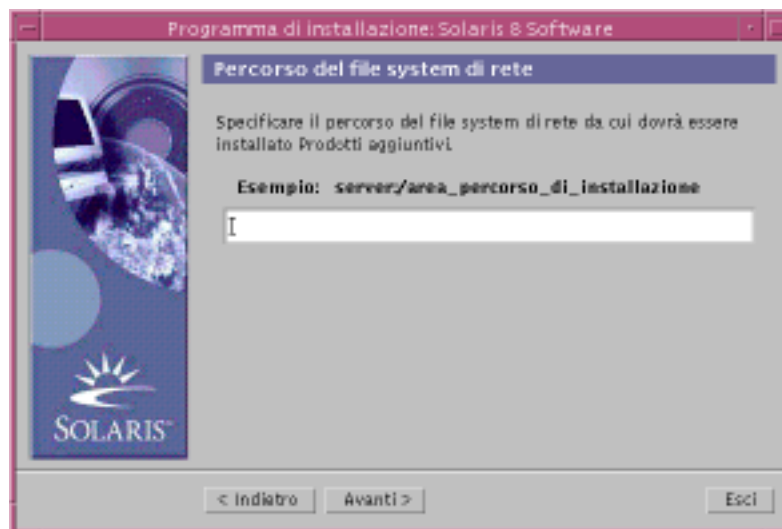 Programma di installazione: Solaris 8 Software
Percorso del file system di rete
Specificare il percorso del file system di rete da cui dovrà essere
installato Prodotti aggiuntivi.
Esempio: server:/area_percorso_di_installazione
SOLARIS™
< Indietro
Avanti >
Esci